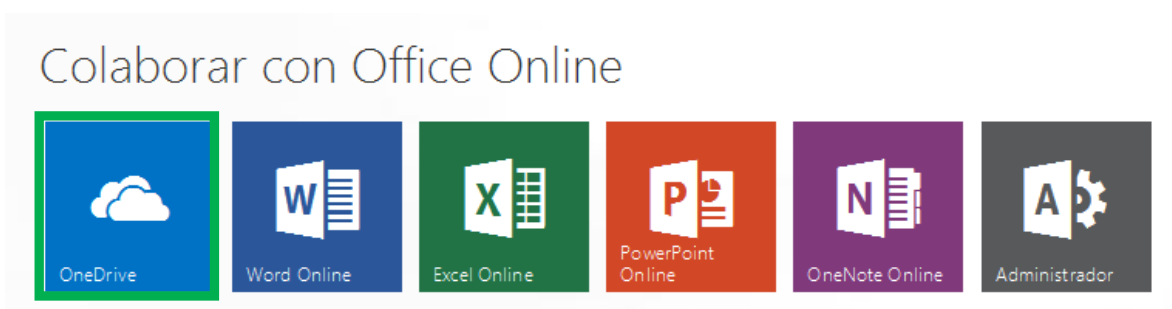 Colaborar con Office Online
W
X
P
N
A
OneDrive
Word Online
Excel Online
PowerPoint
Online
OneNote Online
Administrador